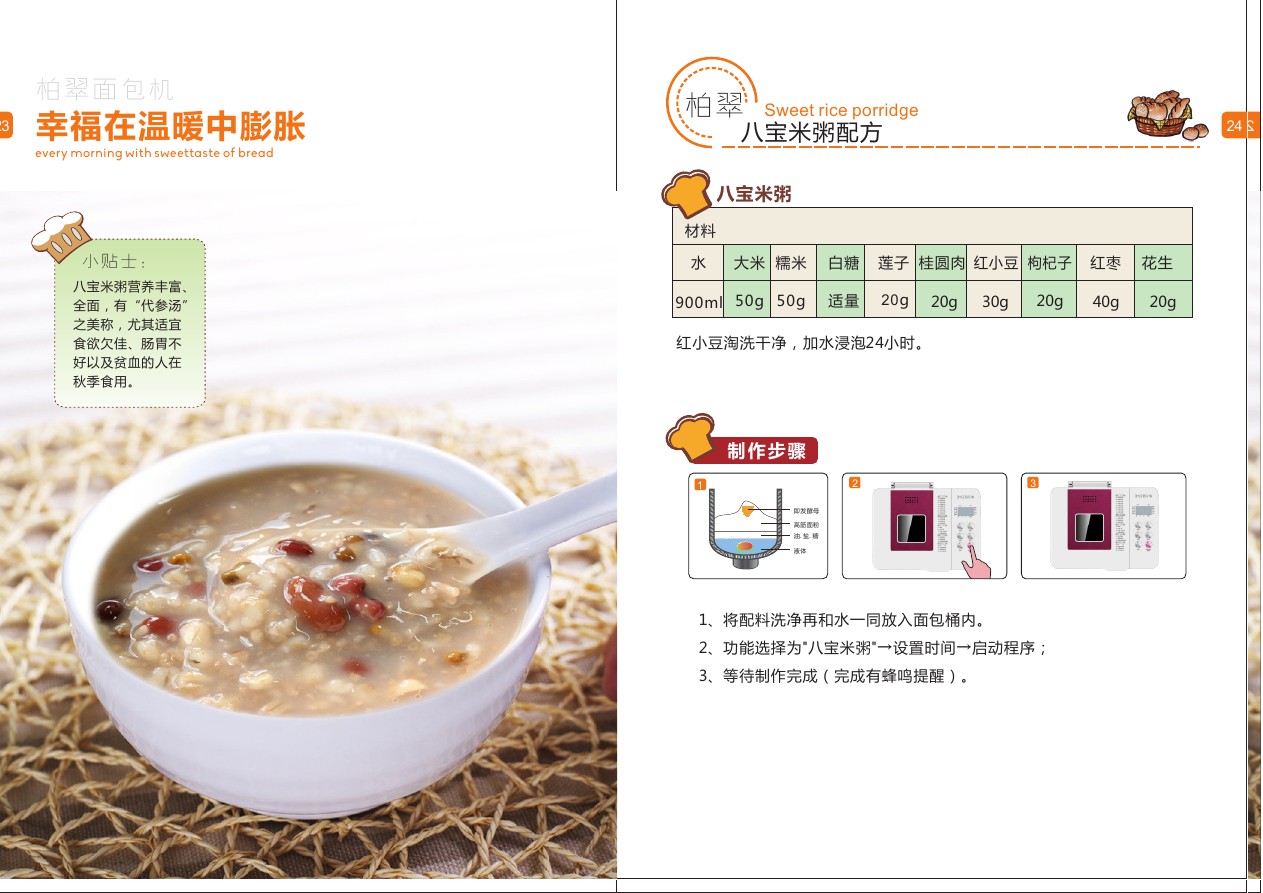 柏翠面包机
23
幸福在温暖中膨胀
every morning with sweettaste of bread
小贴士：
八宝米粥营养丰富、
全面，有“代参汤”
之美称，尤其适宜
食欲欠佳、肠胃不
好以及贫血的人在
秋季食用。
柏翠
Sweet rice porridge
八宝米粥配方
24 2
八宝米粥
材料
水 大米 糯米 白糖 莲子 桂圆肉 红小豆 枸杞子 红枣 花生
900ml 50g 50g 适量 20g 20g 30g 20g 40g 20g
红小豆淘洗干净，加水浸泡24小时。
制作步骤
1
即发酵母
高筋面粉
油. 盐. 糖
液体
2
3
1、将配料洗净再和水一同放入面包桶内。
2、功能选择为"八宝米粥"→设置时间→启动程序；
3、等待制作完成（完成有蜂鸣提醒）。